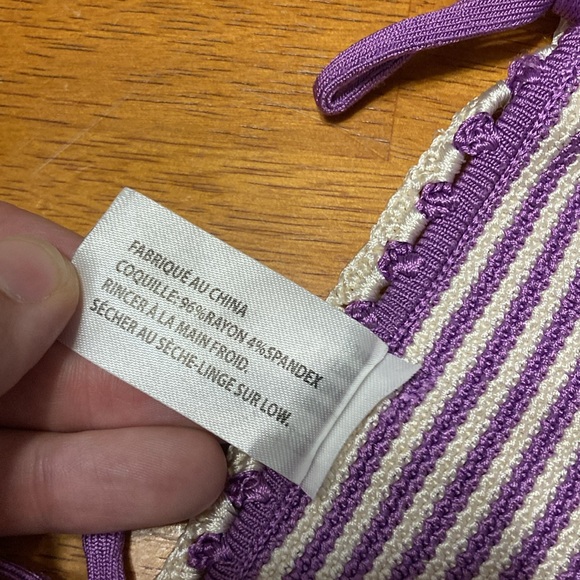 FABRIQUÉ AU CHINA
COQUILLE:96%RAYON 4%SPANDEX
RINCER À LA MAIN FROID.
SÉCHER AU SÈCHE-LINGE SUR LOW.